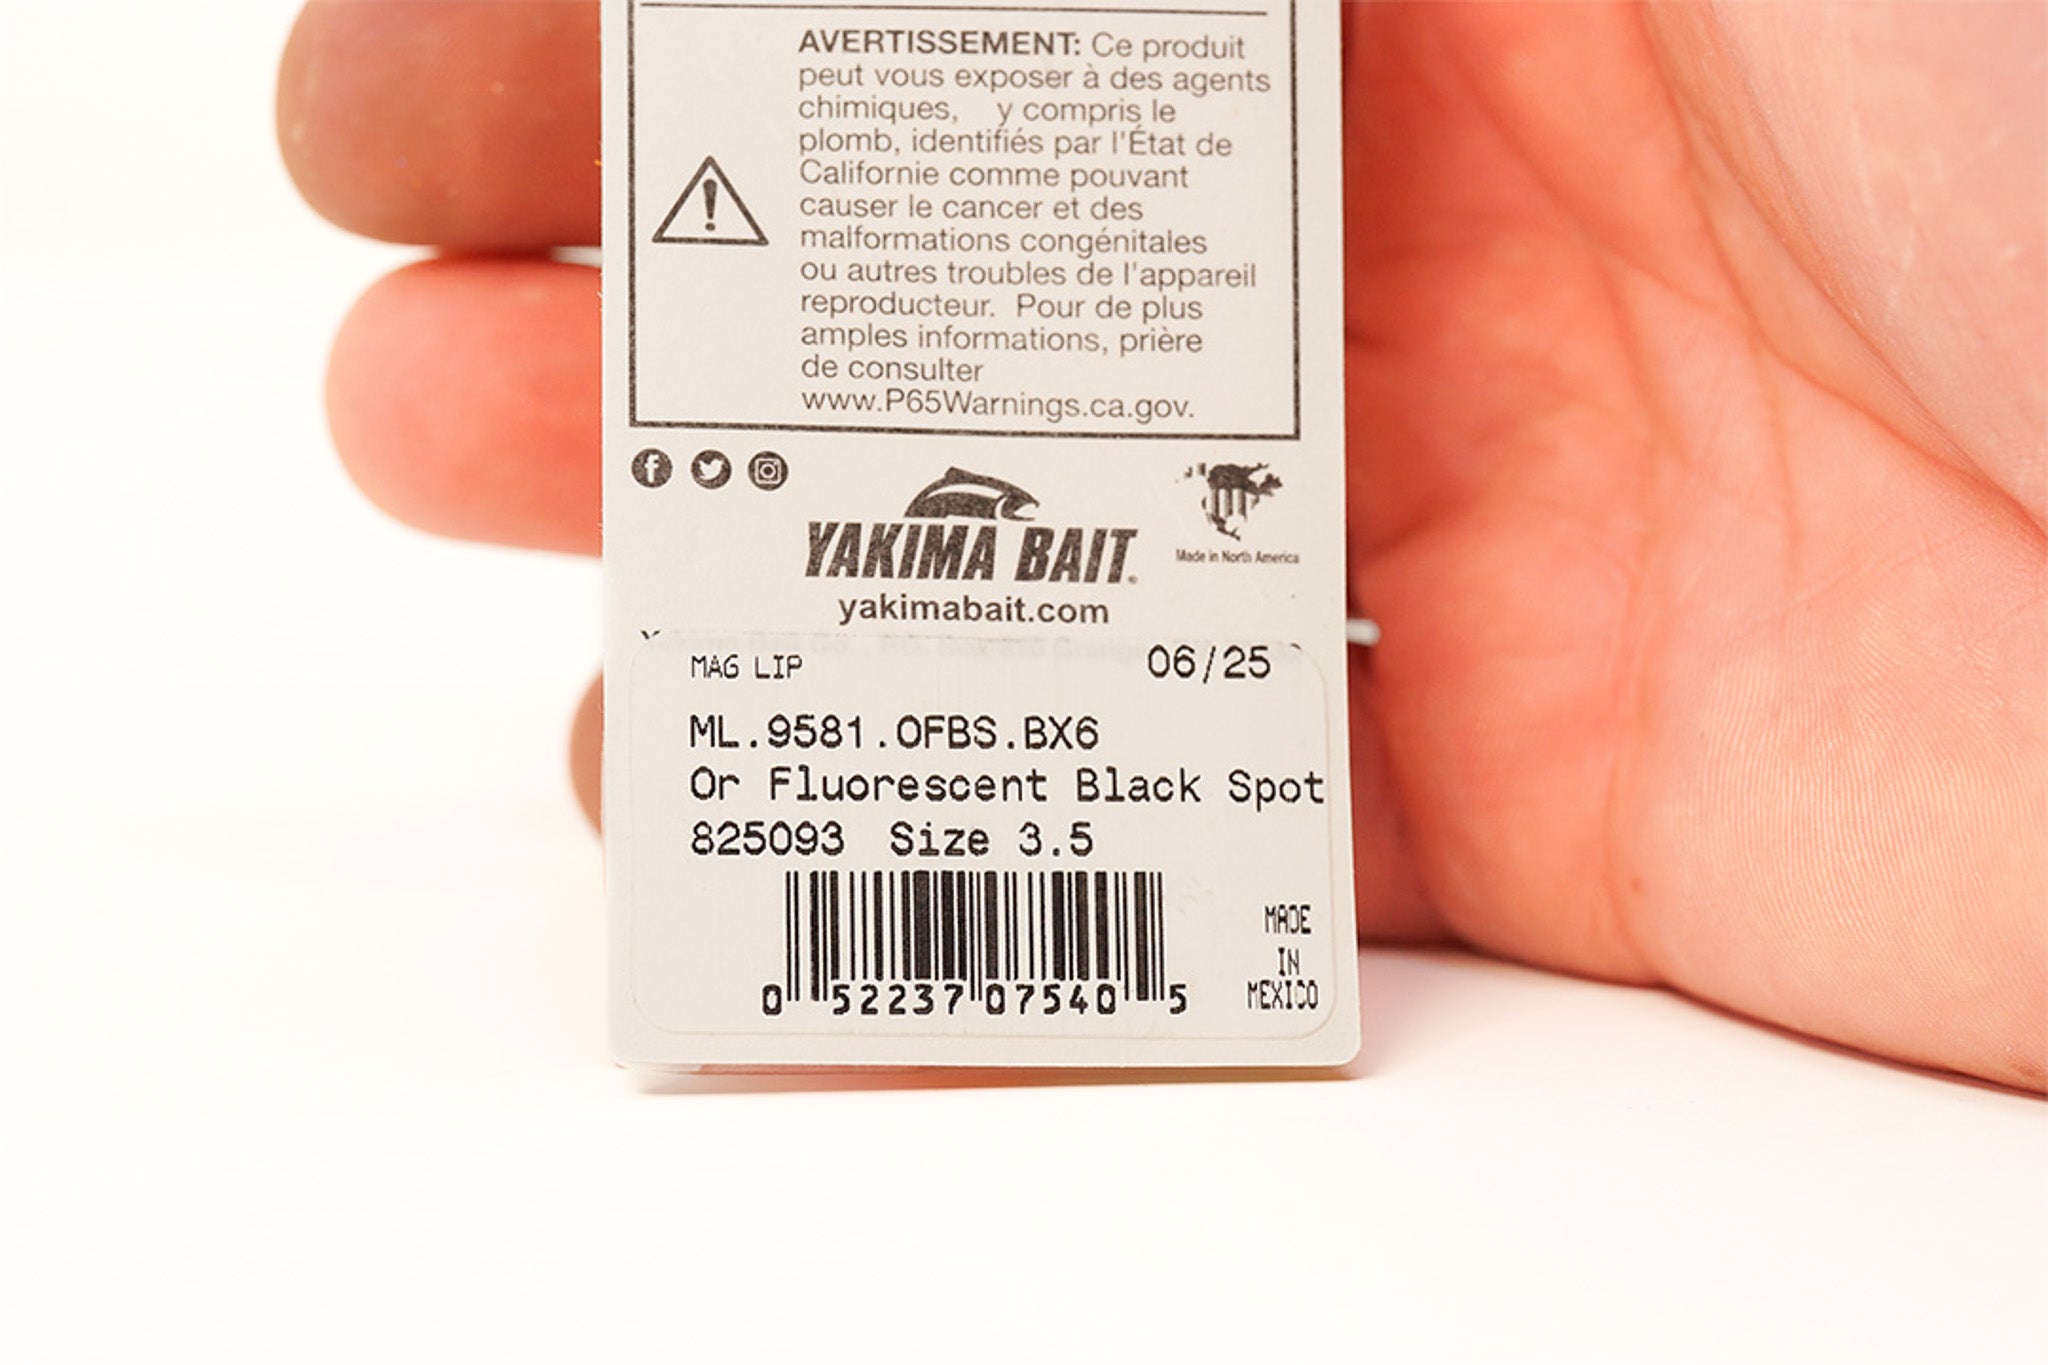 AVERTISSEMENT: Ce produit
peut vous exposer à des agents
chimiques, y compris le
plomb, identifiés par l'État de
Californie comme pouvant
causer le cancer et des
malformations congénitales
ou autres troubles de l'appareil
reproducteur. Pour de plus
amples informations, prière
de consulter
www.P65Warnings.ca.gov.
YAKIMA BAIT
Made in North America
yakimabait.com
MAG LIP 06/25
ML.9581.OFBS.BX6
Or Fluorescent Black Spot
825093 Size 3.5
0 52237 07540 5
MADE
IN
MEXICO